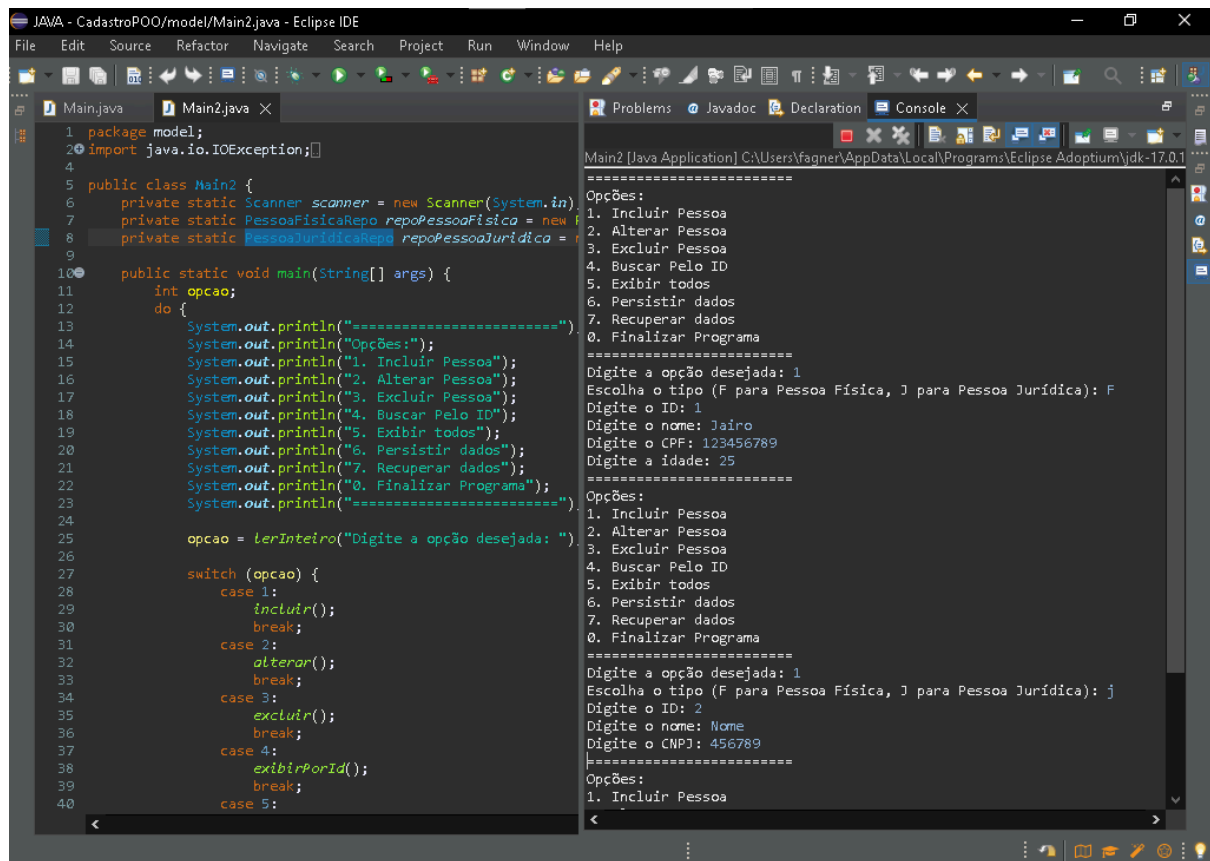 JAVA - CadastroPOO/model/Main2.java - Eclipse IDE
File Edit Source Refactor Navigate Search Project Run Window Help
Main.java Main2.java
1 package model;
2 import java.io.IOException;
4
5 public class Main2 {
6 private static Scanner scanner = new Scanner(System.in)
7 private static PessoaFisicaRepo repoPessoaFisica = new
8 private static PessoaJuridicaRepo repoPessoaJuridica =
9
10 public static void main(String[] args) {
11 int opcao;
12 do {
13 System.out.println("=========================")
14 System.out.println("Opções:");
15 System.out.println("1. Incluir Pessoa");
16 System.out.println("2. Alterar Pessoa");
17 System.out.println("3. Excluir Pessoa");
18 System.out.println("4. Buscar Pelo ID");
19 System.out.println("5. Exibir todos");
20 System.out.println("6. Persistir dados");
21 System.out.println("7. Recuperar dados");
22 System.out.println("0. Finalizar Programa");
23 System.out.println("=========================")
24
25 opcao = lerInteiro("Digite a opção desejada: ")
26
27 switch (opcao) {
28 case 1:
29 incluir();
30 break;
31 case 2:
32 alterar();
33 break;
34 case 3:
35 excluir();
36 break;
37 case 4:
38 exibirPorId();
39 break;
40 case 5:
Problems Javadoc Declaration Console
Main2 [Java Application] C:\Users\fagner\AppData\Local\Programs\Eclipse Adoptium\jdk-17.0.1
=========================
Opções:
1. Incluir Pessoa
2. Alterar Pessoa
3. Excluir Pessoa
4. Buscar Pelo ID
5. Exibir todos
6. Persistir dados
7. Recuperar dados
0. Finalizar Programa
=========================
Digite a opção desejada: 1
Escolha o tipo (F para Pessoa Física, J para Pessoa Jurídica): F
Digite o ID: 1
Digite o nome: Jairo
Digite o CPF: 123456789
Digite a idade: 25
=========================
Opções:
1. Incluir Pessoa
2. Alterar Pessoa
3. Excluir Pessoa
4. Buscar Pelo ID
5. Exibir todos
6. Persistir dados
7. Recuperar dados
0. Finalizar Programa
=========================
Digite a opção desejada: 1
Escolha o tipo (F para Pessoa Física, J para Pessoa Jurídica): j
Digite o ID: 2
Digite o nome: Nome
Digite o CNPJ: 456789
=========================
Opções:
1. Incluir Pessoa